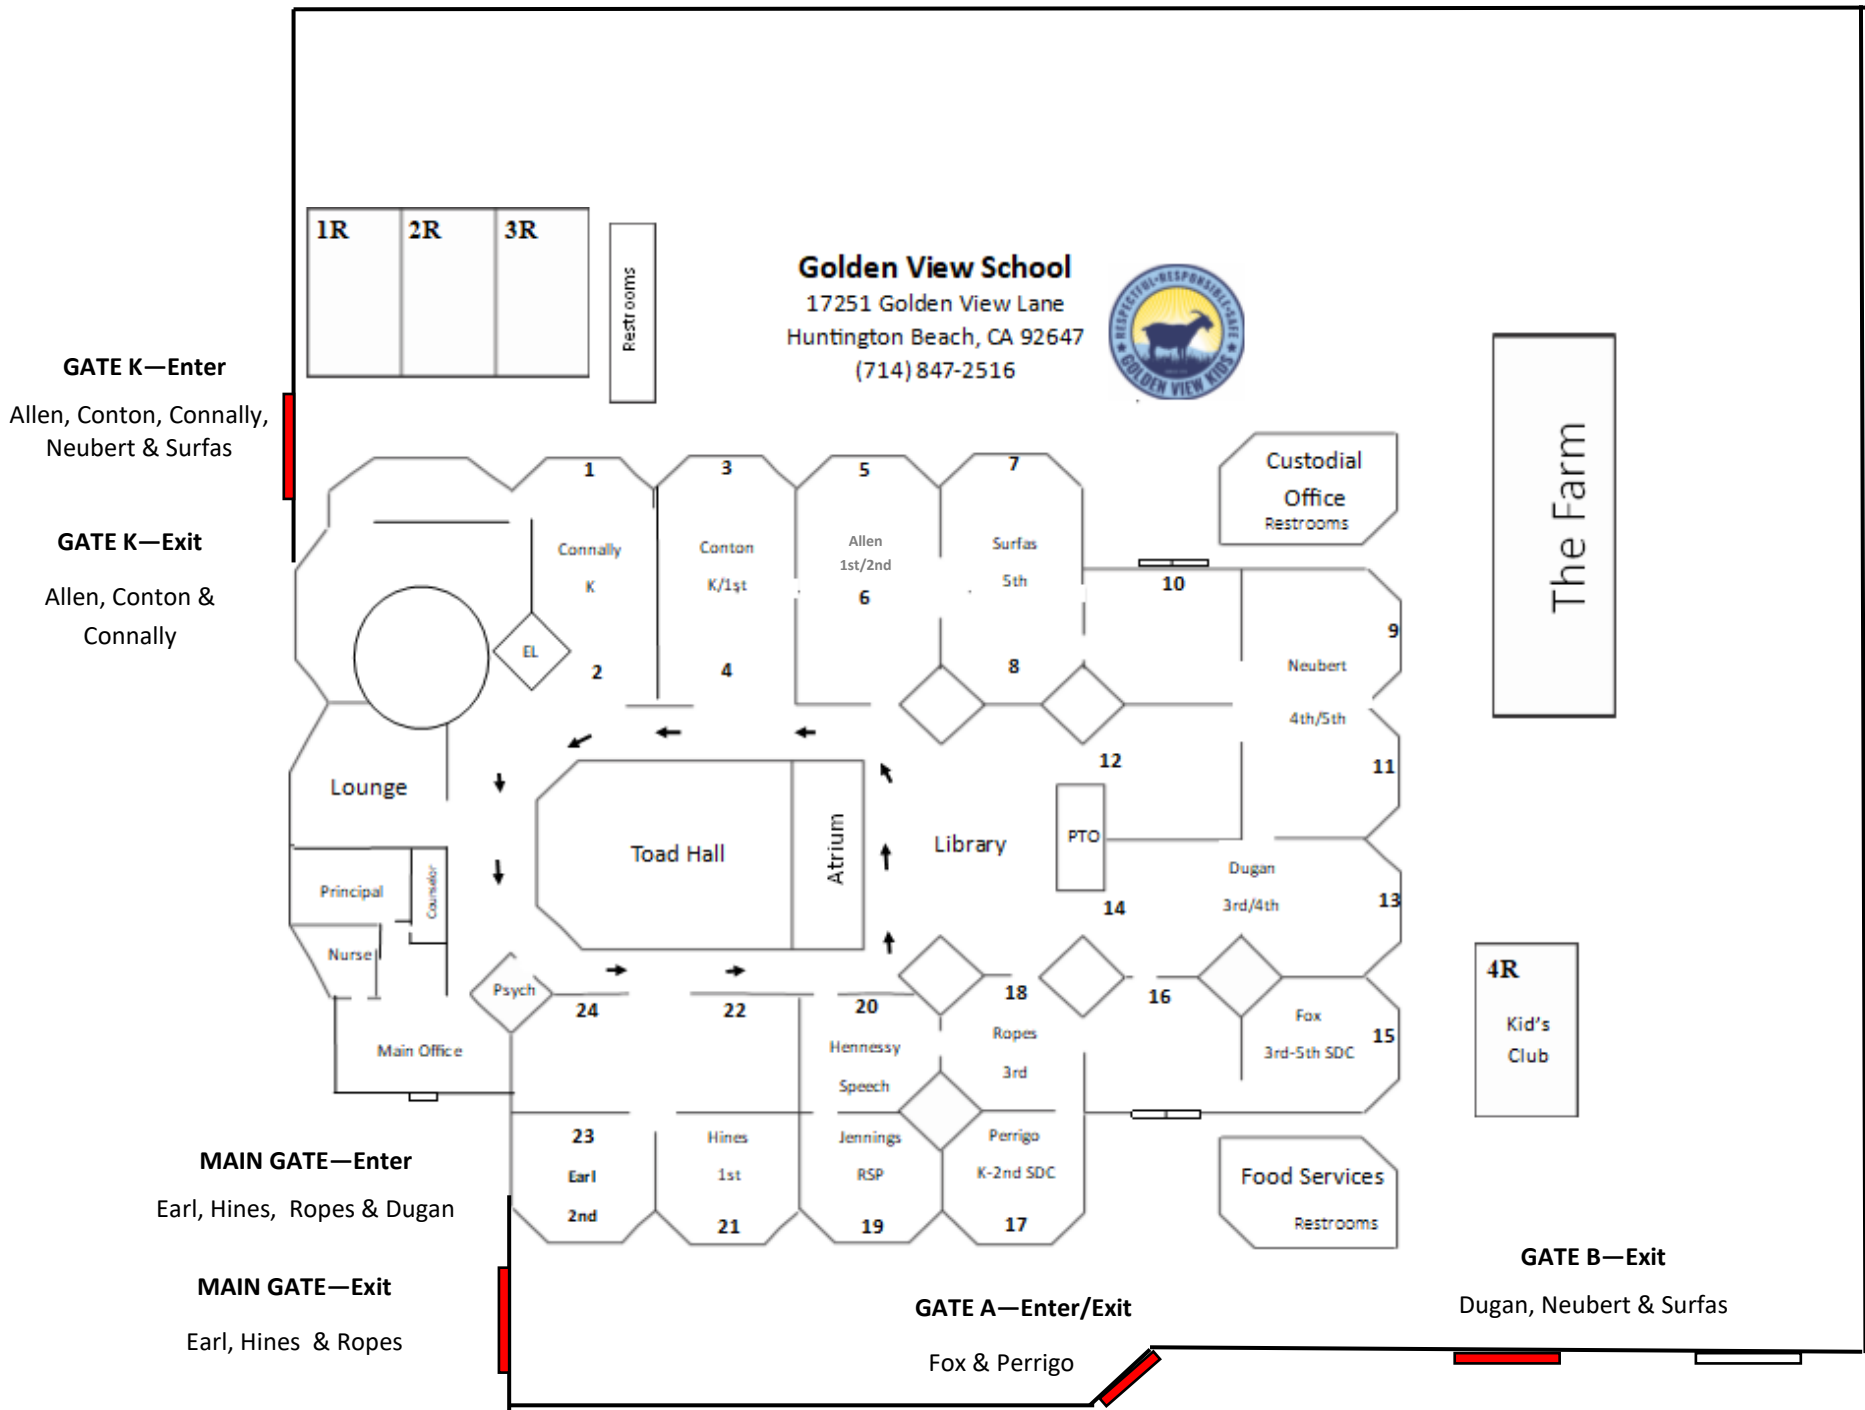 1R
2R
3R
Restrooms
Golden View School
17251 Golden View Lane
Huntington Beach, CA 92647
(714) 847-2516
RESPECTFUL•RESPONSIBLE•SAFE
GOLDEN VIEW KIDS
GATE K—Enter
Allen, Conton, Connally,
Neubert & Surfas
GATE K—Exit
Allen, Conton &
Connally
The Farm
Custodial
Office
Restrooms
1
3
5
7
Connally
K
Conton
K/1st
Allen
1st/2nd
6
Surfas
5th
10
9
EL
2
4
8
Neubert
4th/5th
12
11
Lounge
Toad Hall
Atrium
Library
PTO
Dugan
3rd/4th
13
14
Principal
Counselor
Nurse
Psych
Main Office
24
22
20
18
16
Hennessy
Speech
Ropes
3rd
Fox
3rd-5th SDC
15
4R
Kid's
Club
23
Earl
2nd
Hines
1st
21
Jennings
RSP
19
Perrigo
K-2nd SDC
17
Food Services
Restrooms
MAIN GATE—Enter
Earl, Hines, Ropes & Dugan
MAIN GATE—Exit
Earl, Hines & Ropes
GATE A—Enter/Exit
Fox & Perrigo
GATE B—Exit
Dugan, Neubert & Surfas